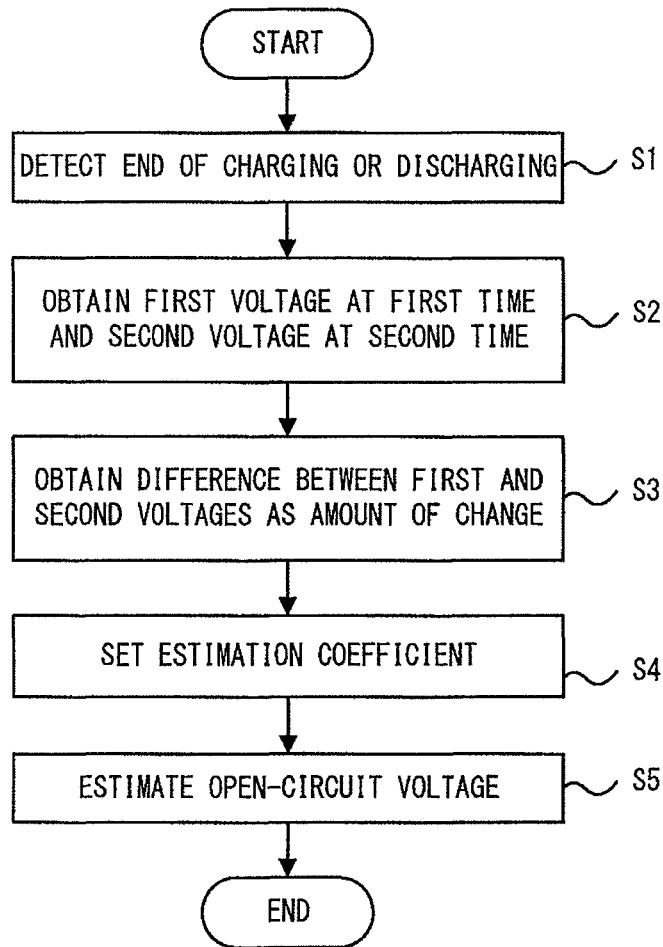 START
DETECT END OF CHARGING OR DISCHARGING
S1
OBTAIN FIRST VOLTAGE AT FIRST TIME
AND SECOND VOLTAGE AT SECOND TIME
S2
OBTAIN DIFFERENCE BETWEEN FIRST AND
SECOND VOLTAGES AS AMOUNT OF CHANGE
S3
SET ESTIMATION COEFFICIENT
S4
ESTIMATE OPEN-CIRCUIT VOLTAGE
S5
END